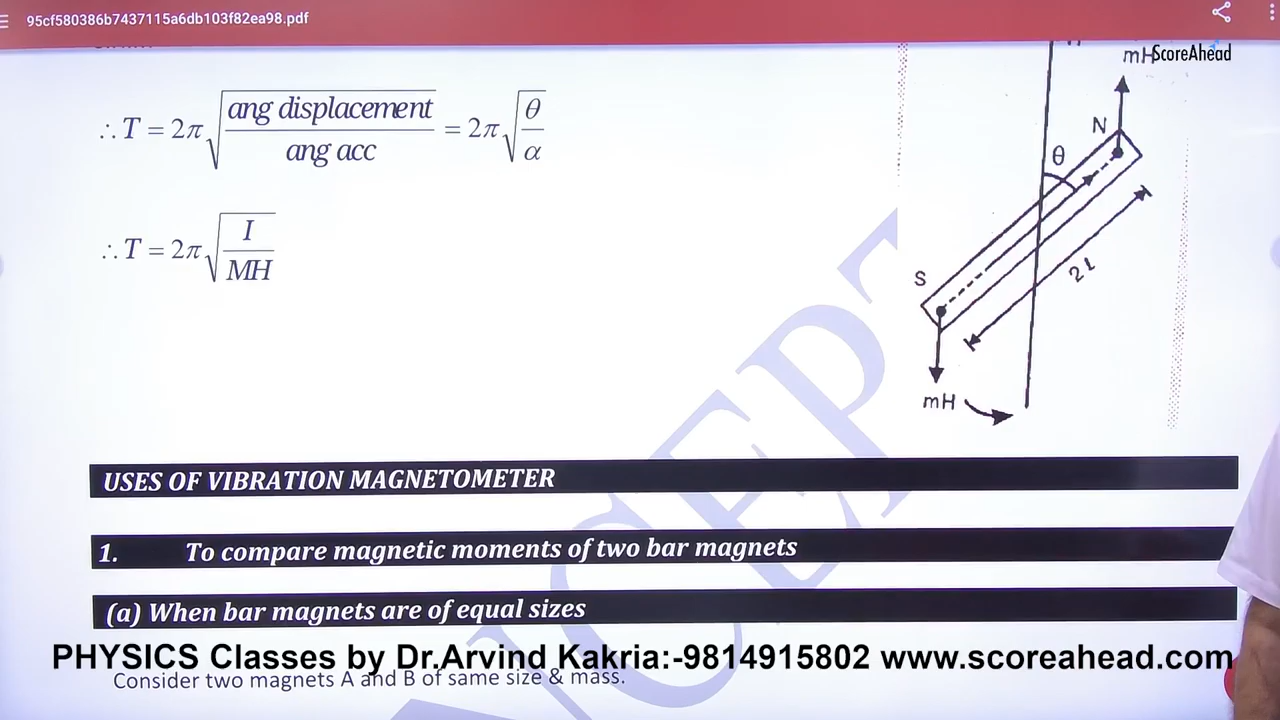 95cf580386b7437115a6db103f82ea98.pdf
ScoreAhead
mH
∴ T = 2π √(ang displacement / ang acc) = 2π √(θ / α)
N
θ
∴ T = 2π √(I / MH)
2l
S
mH
NCEPT
USES OF VIBRATION MAGNETOMETER
1. To compare magnetic moments of two bar magnets
(a) When bar magnets are of equal sizes
PHYSICS Classes by Dr.Arvind Kakria:-9814915802 www.scoreahead.com
Consider two magnets A and B of same size & mass.